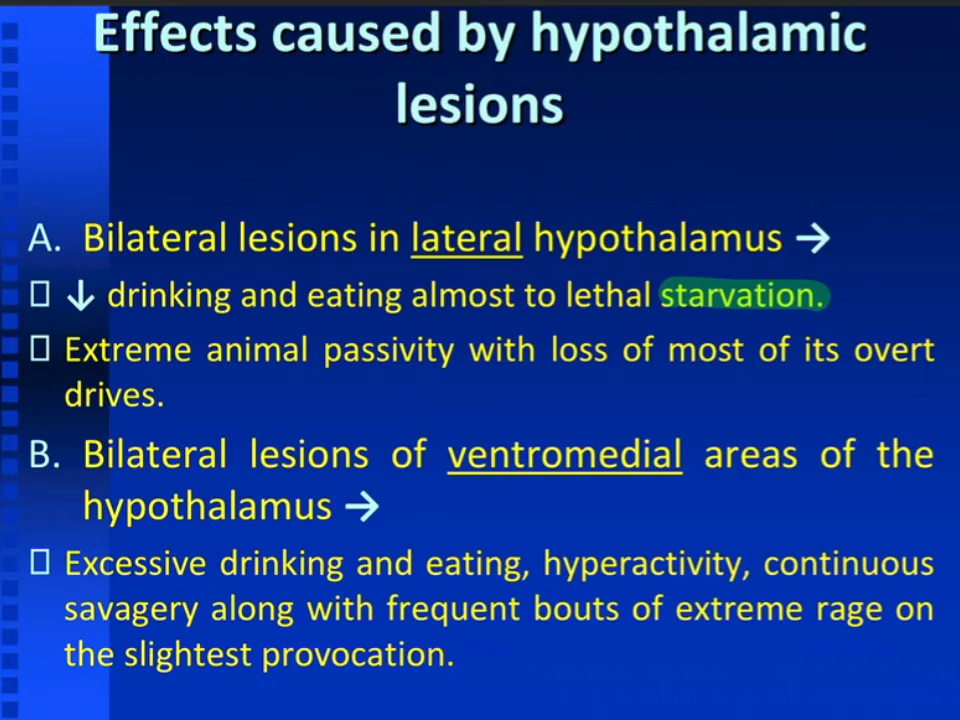 Effects caused by hypothalamic
lesions
A. Bilateral lesions in lateral hypothalamus →
▯ ↓ drinking and eating almost to lethal starvation.
▯ Extreme animal passivity with loss of most of its overt
drives.
B. Bilateral lesions of ventromedial areas of the
hypothalamus →
▯ Excessive drinking and eating, hyperactivity, continuous
savagery along with frequent bouts of extreme rage on
the slightest provocation.